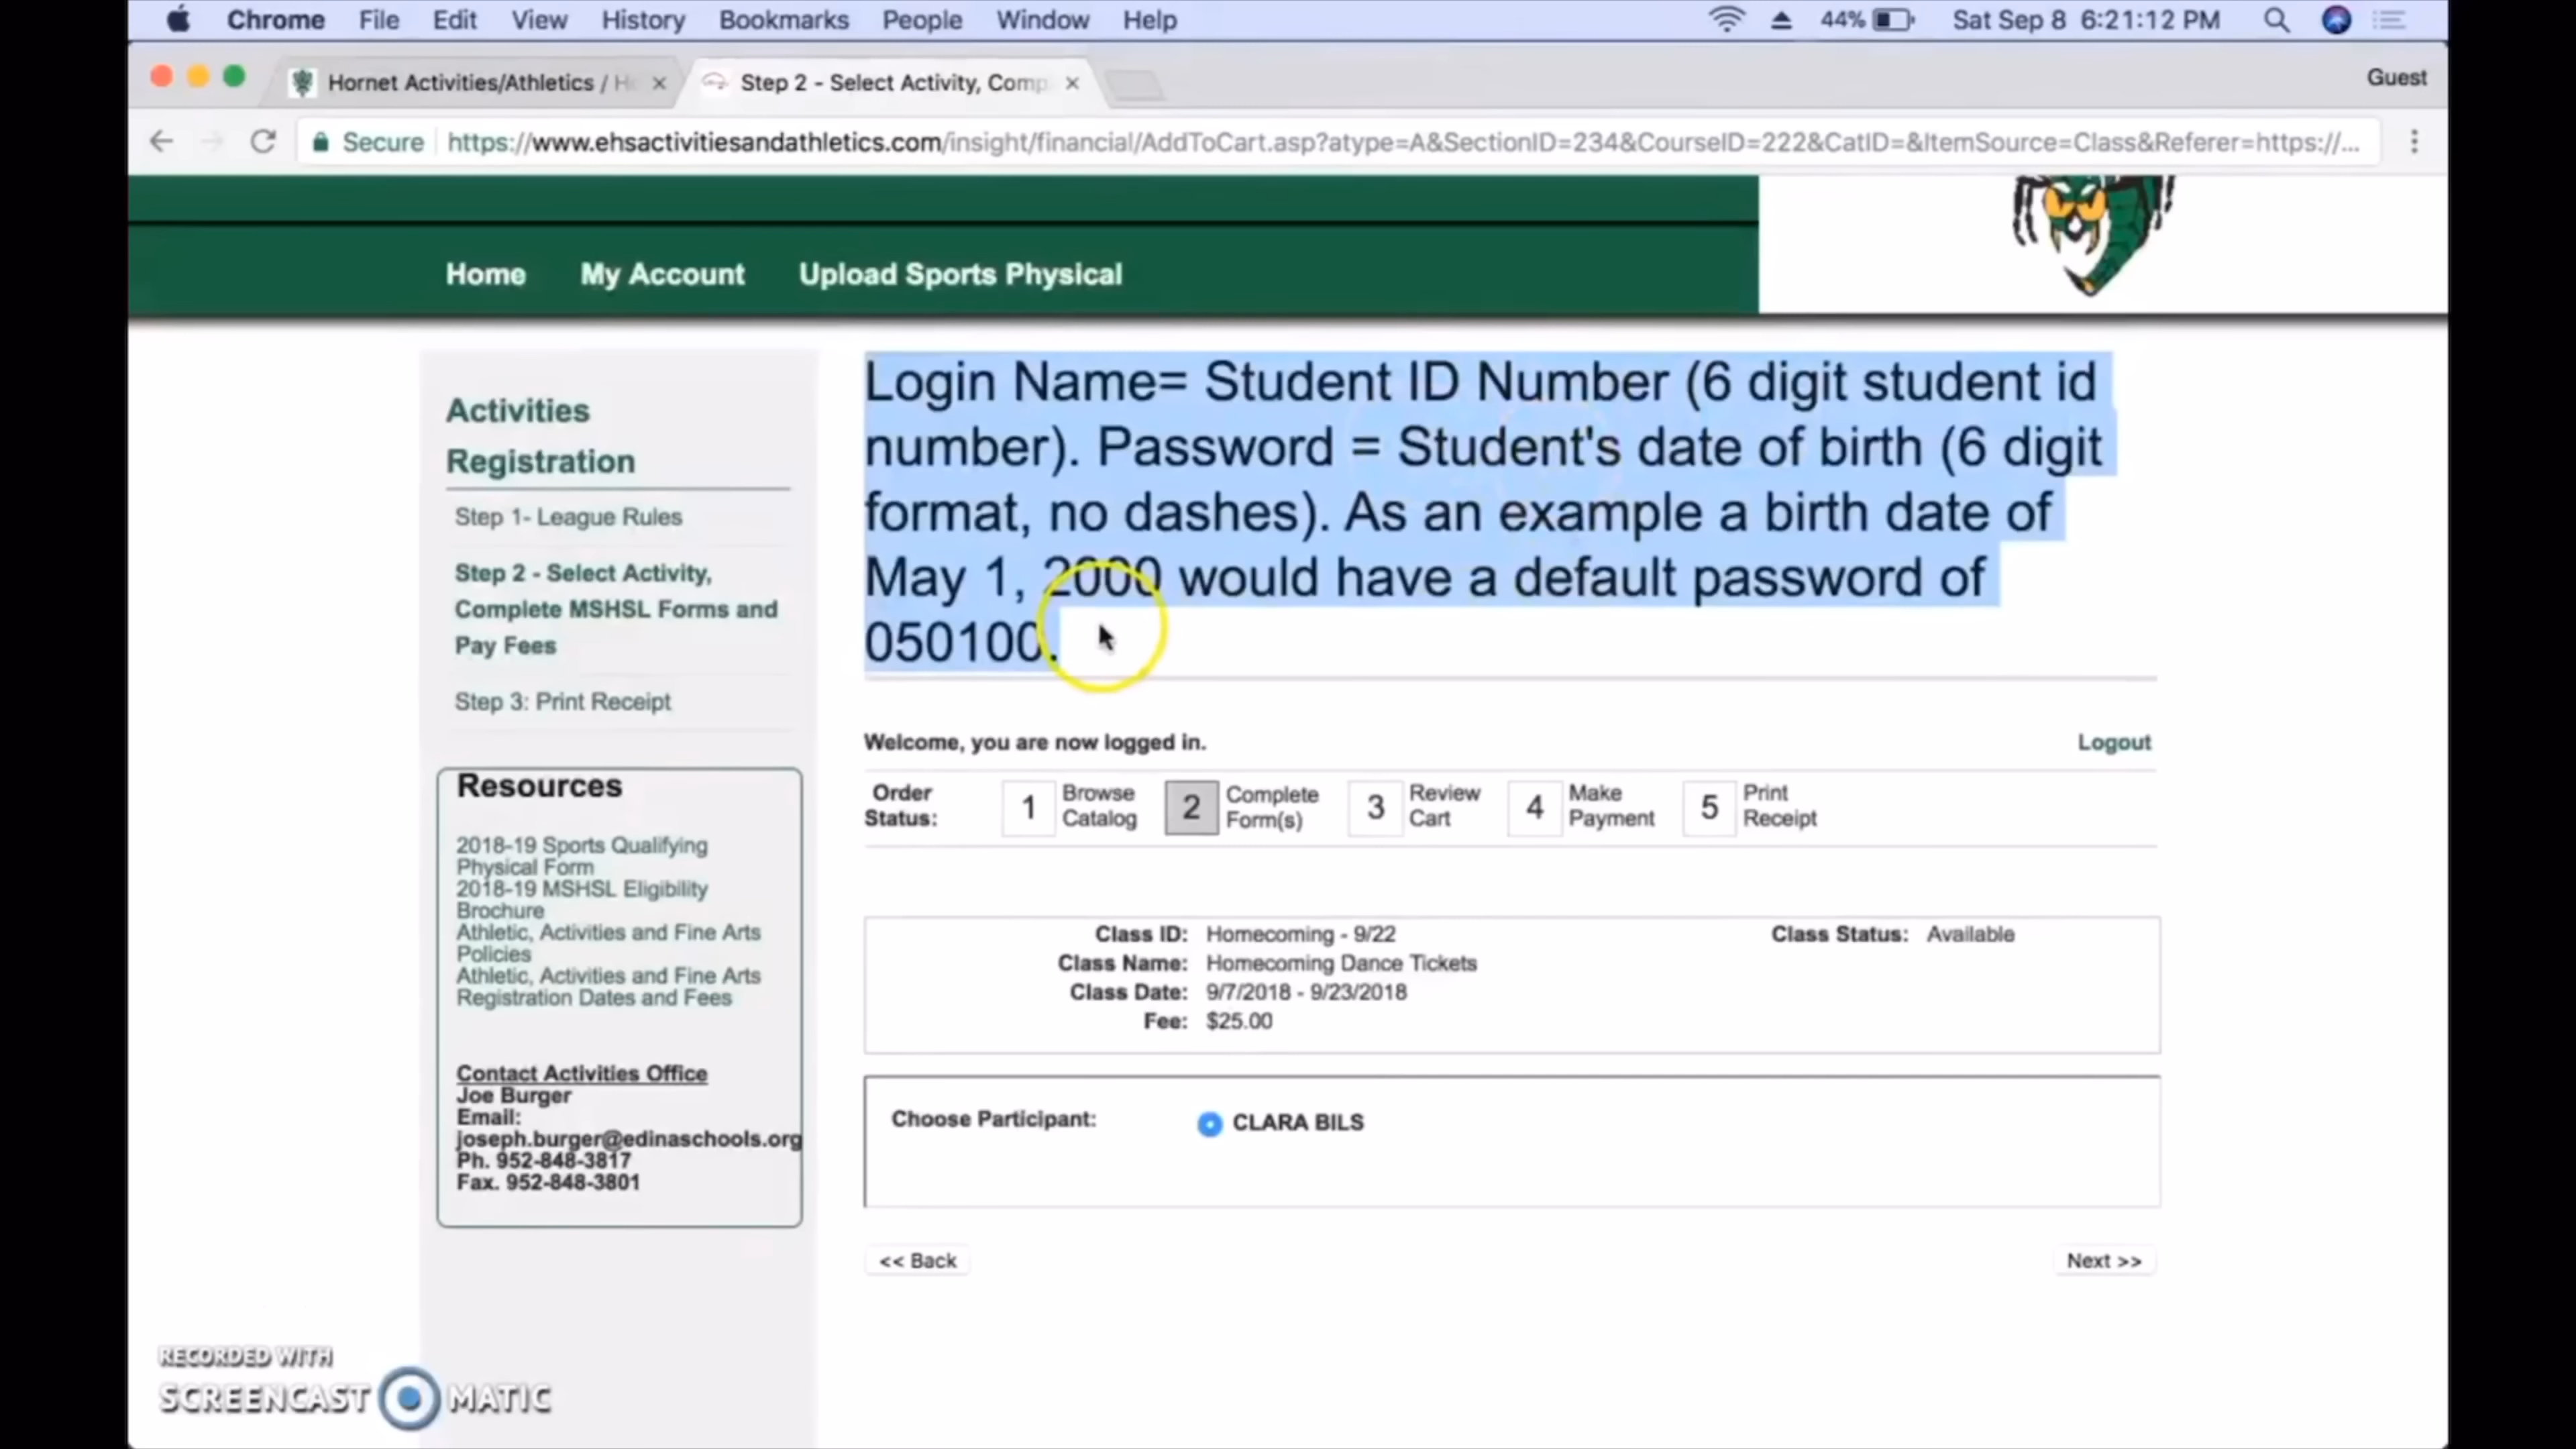 Chrome File Edit View History Bookmarks People Window Help 44% Sat Sep 8 6:21:12 PM
Hornet Activities/Athletics / H
Step 2 - Select Activity, Comp
Guest
Secure https://www.ehsactivitiesandathletics.com/insight/financial/AddToCart.asp?atype=A&SectionID=234&CourseID=222&CatID=&ItemSource=Class&Referer=https://...
Home My Account Upload Sports Physical
Activities
Registration
Step 1- League Rules
Step 2 - Select Activity,
Complete MSHSL Forms and
Pay Fees
Step 3: Print Receipt
Resources
2018-19 Sports Qualifying
Physical Form
2018-19 MSHSL Eligibility
Brochure
Athletic, Activities and Fine Arts
Policies
Athletic, Activities and Fine Arts
Registration Dates and Fees
Contact Activities Office
Joe Burger
Email:
joseph.burger@edinaschools.org
Ph. 952-848-3817
Fax. 952-848-3801
Login Name= Student ID Number (6 digit student id
number). Password = Student's date of birth (6 digit
format, no dashes). As an example a birth date of
May 1, 2000 would have a default password of
050100.
Welcome, you are now logged in.
Logout
Order
Status:
1 Browse
Catalog
2 Complete
Form(s)
3 Review
Cart
4 Make
Payment
5 Print
Receipt
Class ID: Homecoming - 9/22
Class Status: Available
Class Name: Homecoming Dance Tickets
Class Date: 9/7/2018 - 9/23/2018
Fee: $25.00
Choose Participant: CLARA BILS
<< Back
Next >>
RECORDED WITH
SCREENCAST MATIC